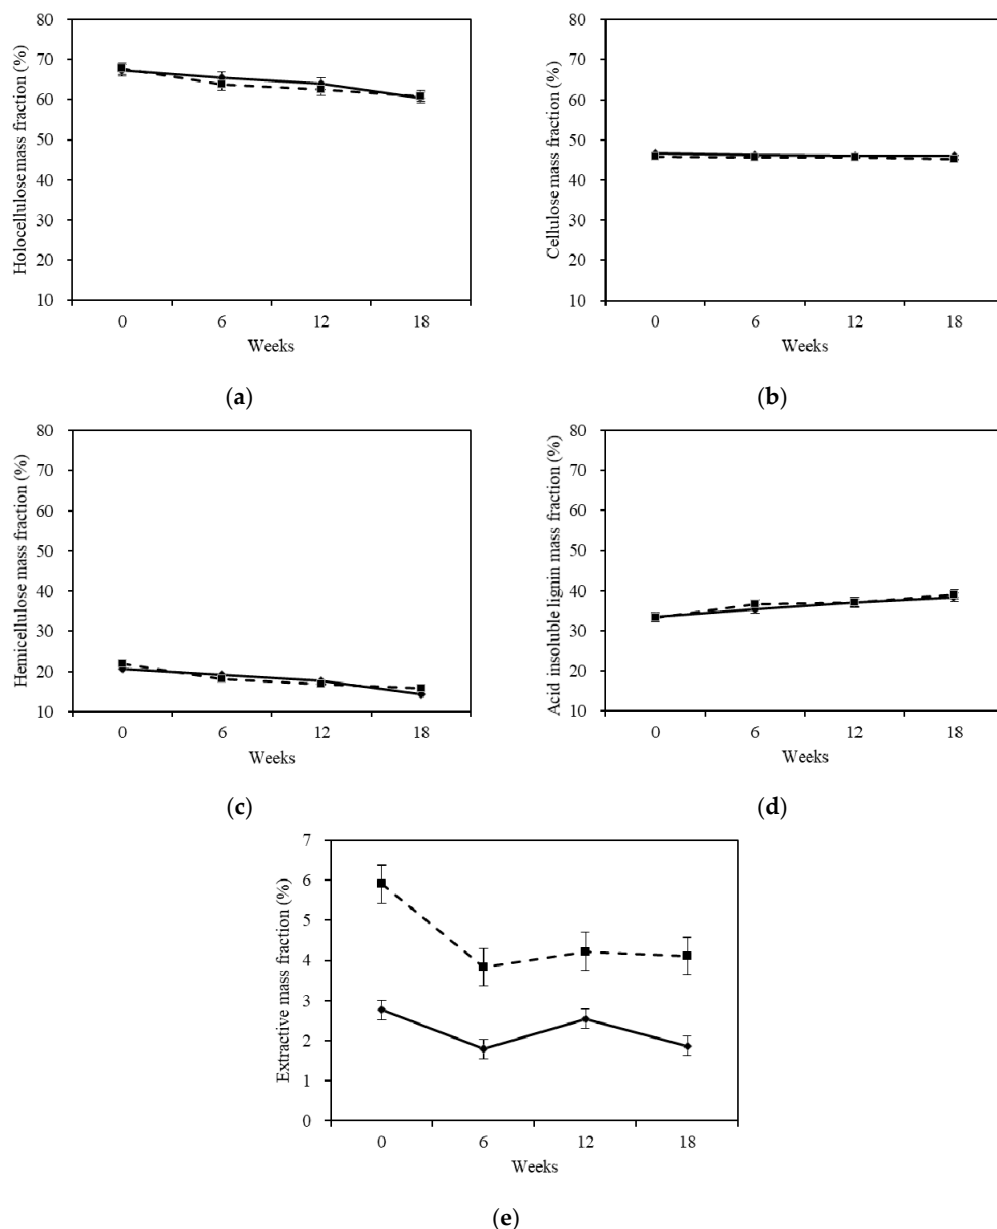 80
70
60
50
40
30
20
10
Holocellulose mass fraction (%)
0 6 12 18
Weeks
(a)
80
70
60
50
40
30
20
10
Cellulose mass fraction (%)
0 6 12 18
Weeks
(b)
80
70
60
50
40
30
20
10
Hemicellulose mass fraction (%)
0 6 12 18
Weeks
(c)
80
70
60
50
40
30
20
10
Acid insoluble lignin mass fraction (%)
0 6 12 18
Weeks
(d)
7
6
5
4
3
2
1
0
Extractive mass fraction (%)
0 6 12 18
Weeks
(e)